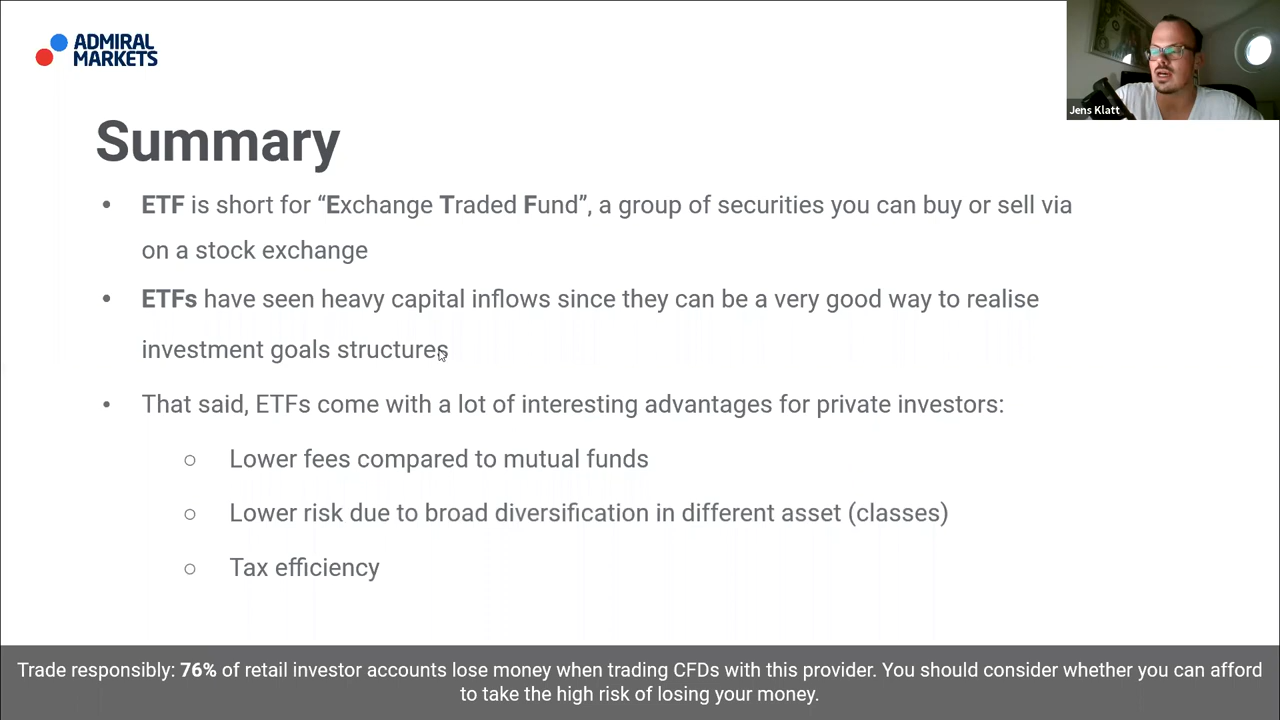 ADMIRAL
MARKETS
Jens Klatt
Summary
• ETF is short for “Exchange Traded Fund”, a group of securities you can buy or sell via
on a stock exchange
• ETFs have seen heavy capital inflows since they can be a very good way to realise
investment goals structures
• That said, ETFs come with a lot of interesting advantages for private investors:
○ Lower fees compared to mutual funds
○ Lower risk due to broad diversification in different asset (classes)
○ Tax efficiency
Trade responsibly: 76% of retail investor accounts lose money when trading CFDs with this provider. You should consider whether you can afford
to take the high risk of losing your money.